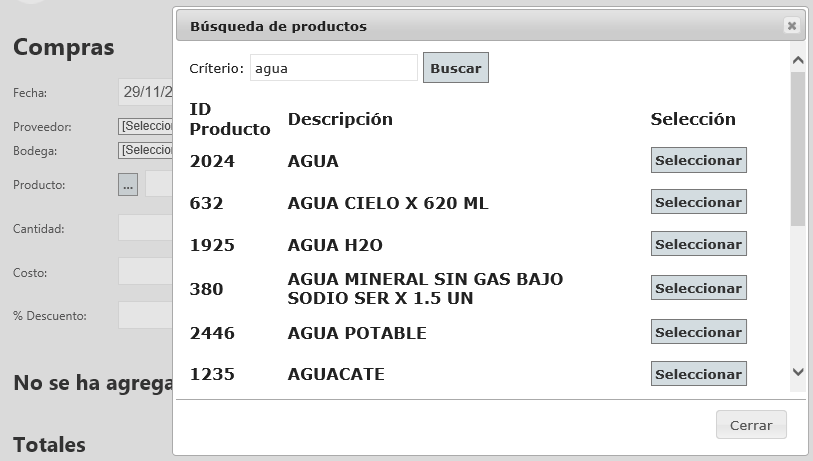 Búsqueda de productos
Críterio: agua Buscar
ID Producto Descripción Selección
2024 AGUA Seleccionar
632 AGUA CIELO X 620 ML Seleccionar
1925 AGUA H2O Seleccionar
380 AGUA MINERAL SIN GAS BAJO
SODIO SER X 1.5 UN Seleccionar
2446 AGUA POTABLE Seleccionar
1235 AGUACATE Seleccionar
Cerrar
Compras
Fecha: 29/11/2
Proveedor: [Seleccio
Bodega: [Seleccio
Producto: ...
Cantidad:
Costo:
% Descuento:
No se ha agrega
Totales